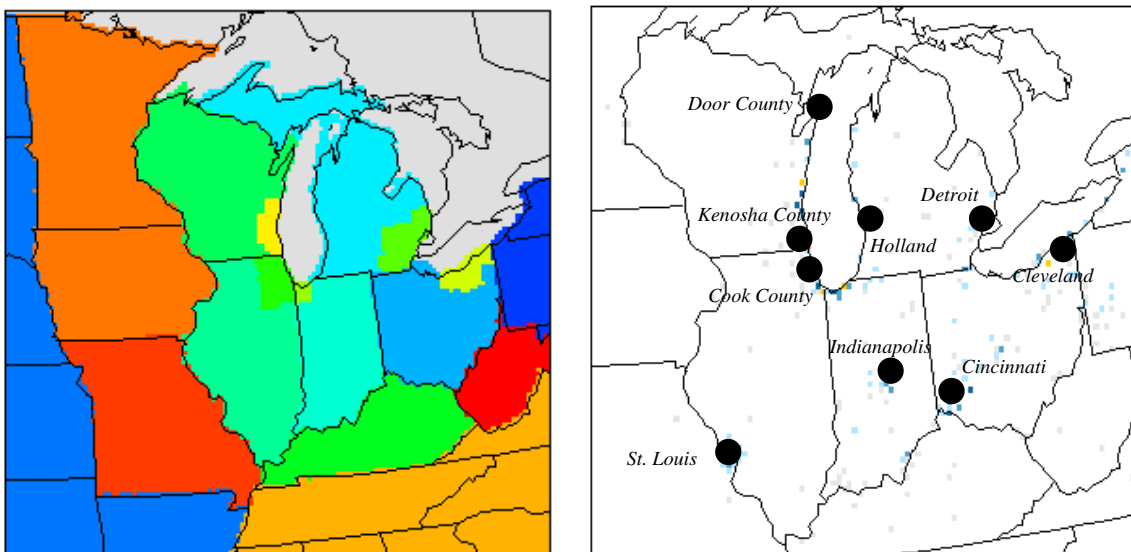 Door County
Detroit
Kenosha County
Holland
Cleveland
Cook County
Indianapolis
Cincinnati
St. Louis